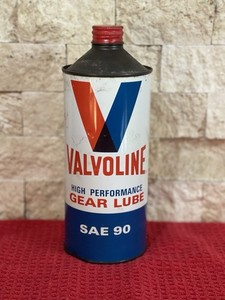 VALVOLINE
HIGH PERFORMANCE
GEAR LUBE
SAE 90